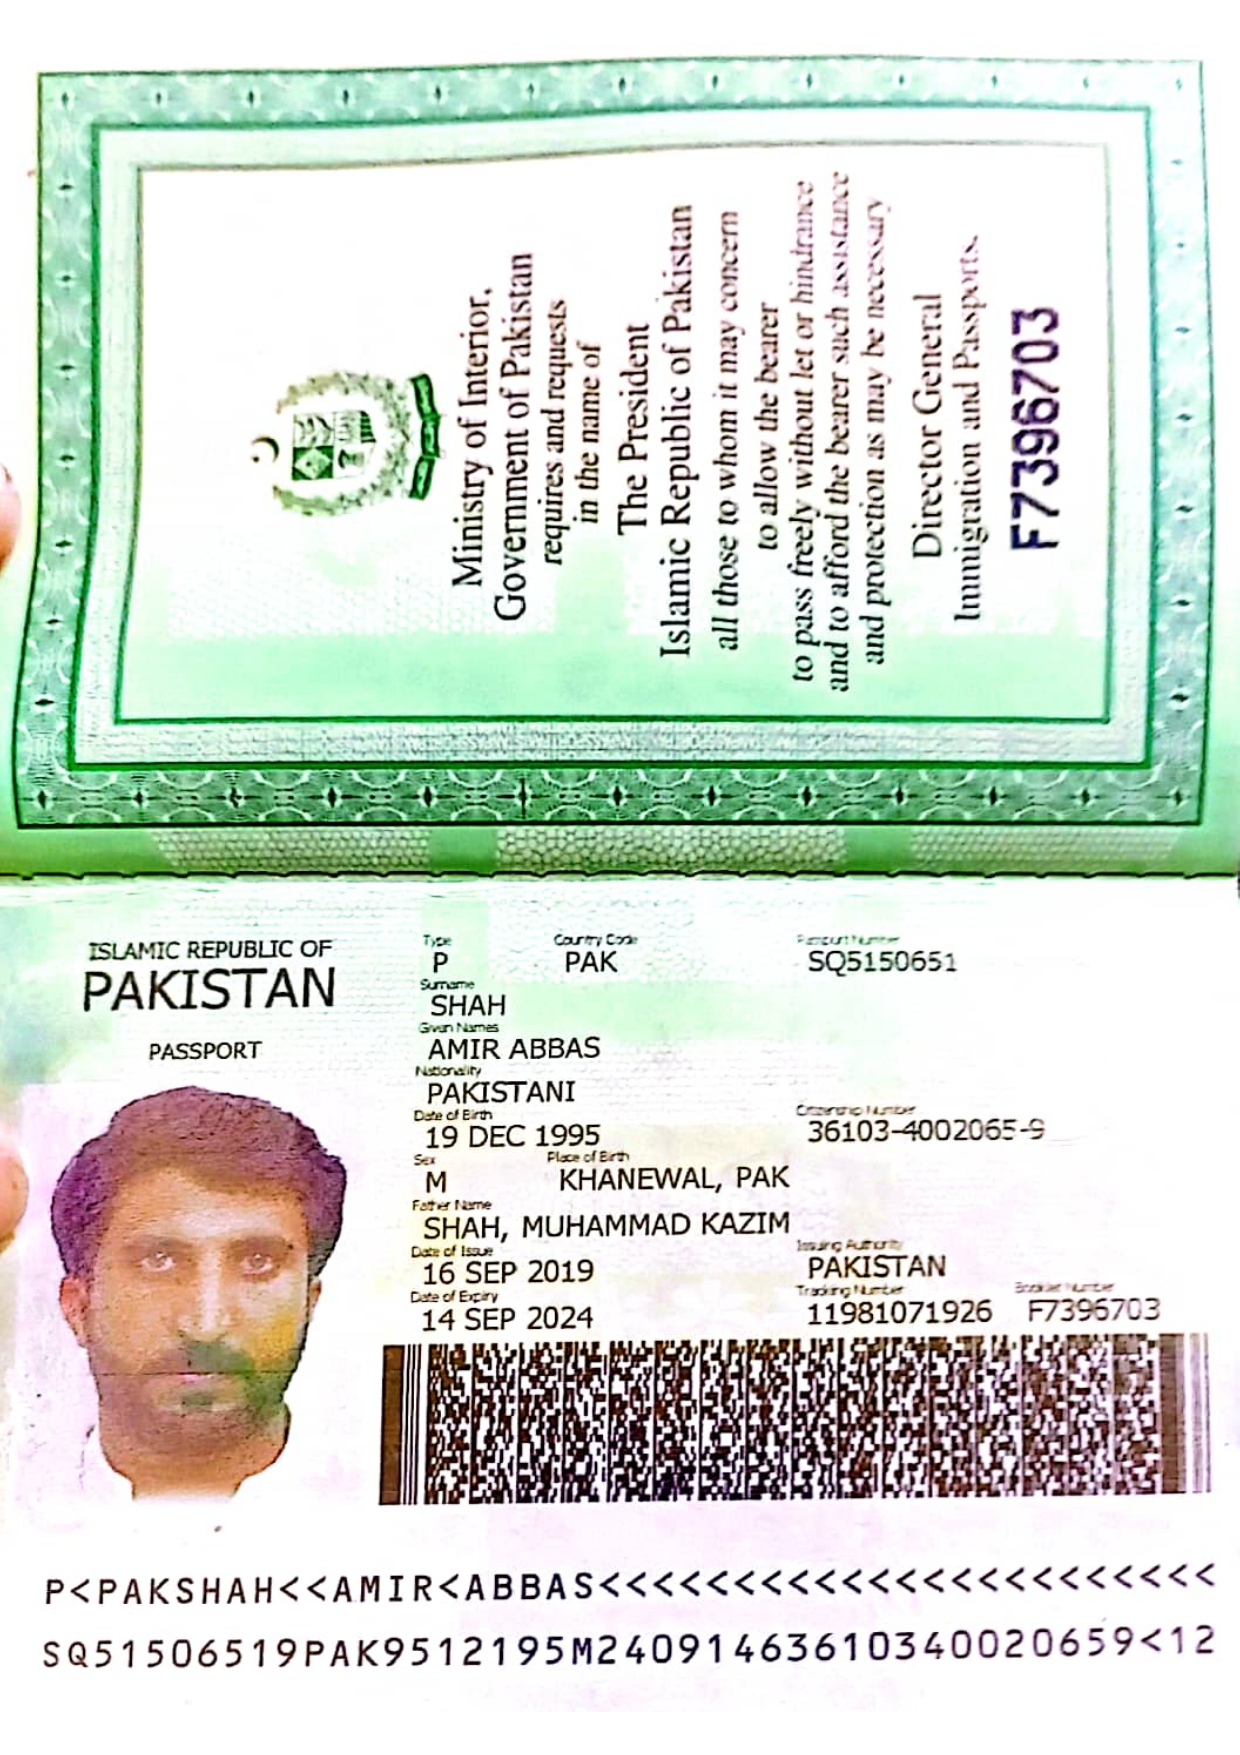 Ministry of Interior,
Government of Pakistan
requires and requests
in the name of
The President
Islamic Republic of Pakistan
all those to whom it may concern
to allow the bearer
to pass freely without let or hindrance
and to afford the bearer such assistance
and protection as may be necessary
Director General
Immigration and Passports.
F7396703
ISLAMIC REPUBLIC OF
PAKISTAN
PASSPORT
Type Country Code Passport Number
P PAK SQ5150651
Surname
SHAH
Given Names
AMIR ABBAS
Nationality
PAKISTANI
Date of Birth Citizenship Number
19 DEC 1995 36103-4002065-9
Sex Place of Birth
M KHANEWAL, PAK
Father Name
SHAH, MUHAMMAD KAZIM
Date of Issue Issuing Authority
16 SEP 2019 PAKISTAN
Date of Expiry Tracking Number Booklet Number
14 SEP 2024 11981071926 F7396703
P<PAKSHAH<<AMIR<ABBAS<<<<<<<<<<<<<<<<<<<<<<<
SQ51506519PAK9512195M24091463610340020659<12